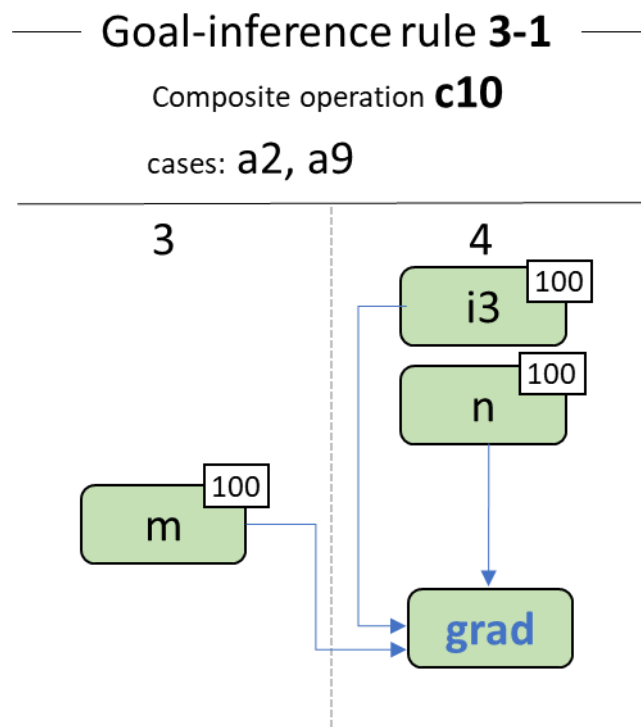 Goal-inference rule 3-1
Composite operation c10
cases: a2, a9
3
4
100
i3
100
n
100
m
grad